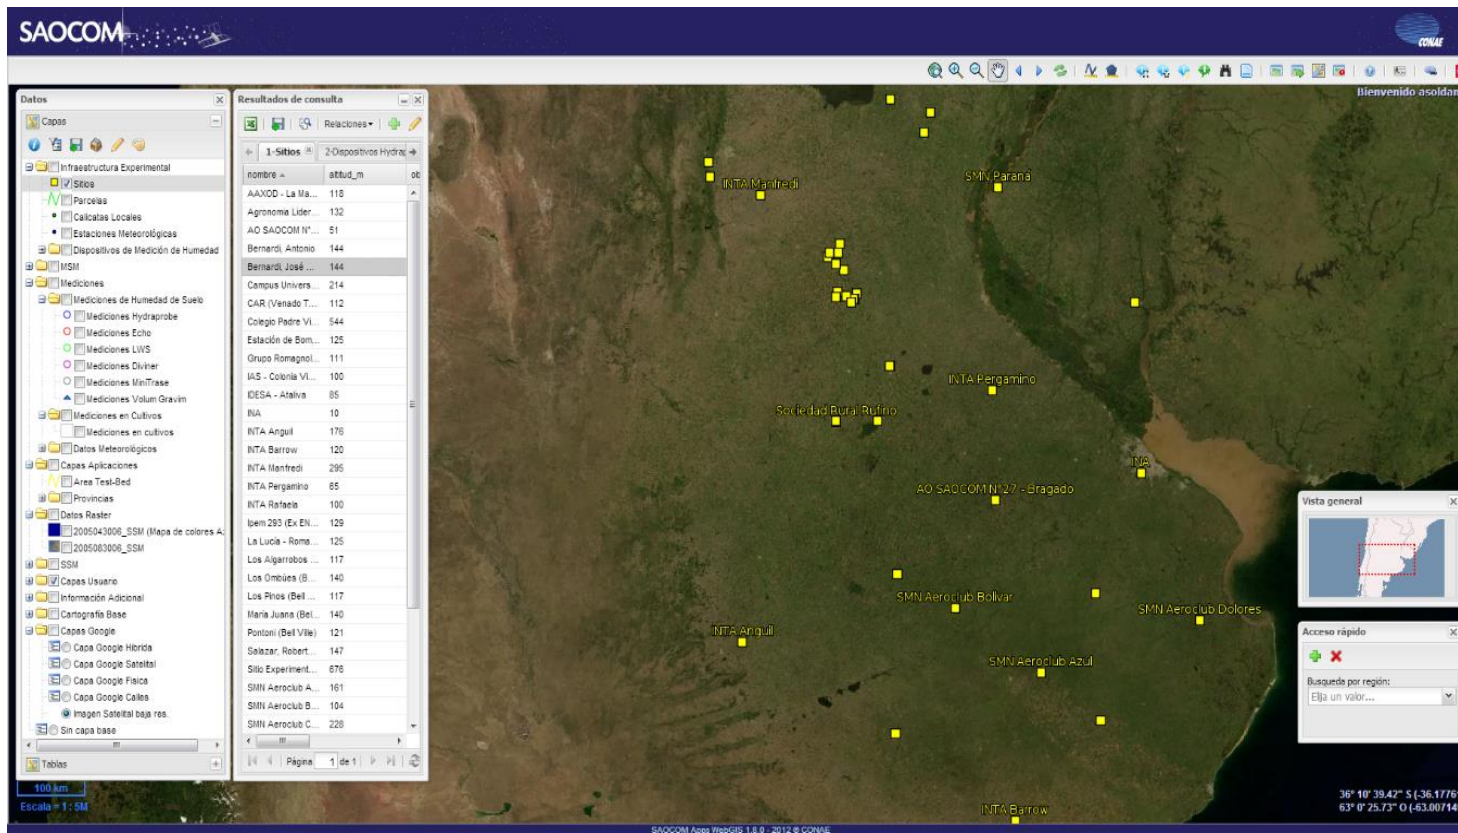 SAOCOM
CONAE
Bienvenido asoldan
Datos
Capas
Infraestructura Experimental
Sitios
Parcelas
Calicatas Locales
Estaciones Meteorológicas
Dispositivos de Medición de Humedad
MSM
Mediciones
Mediciones de Humedad de Suelo
Mediciones Hydraprobe
Mediciones Echo
Mediciones LWS
Mediciones Diviner
Mediciones MiniTrase
Mediciones Volum Gravim
Mediciones en Cultivos
Mediciones en cultivos
Datos Meteorológicos
Capas Aplicaciones
Area Test-Bed
Provincias
Datos Raster
2005043006_SSM (Mapa de colores A:
2005083006_SSM
SSM
Capas Usuario
Información Adicional
Cartografía Base
Capas Google
Capa Google Hibrida
Capa Google Satelital
Capa Google Fisica
Capa Google Calles
Imagen Satelital baja res.
Sin capa base
Tablas
100 km
Escala = 1 : 5M
Resultados de consulta
Relaciones
1-Sitios 2-Dispositivos Hydrap
nombre altitud_m ob
AAXOD - La Ma... 118
Agronomia Lider... 132
AO SAOCOM N°... 51
Bernardi, Antonio 144
Bernardi, José ... 144
Campus Univers... 214
CAR (Venado T... 112
Colegio Padre Vi... 544
Estación de Bom... 125
Grupo Romagnol... 111
IAS - Colonia Vi... 100
IDESA - Ataliva 85
INA 10
INTA Anguil 176
INTA Barrow 120
INTA Manfredi 295
INTA Pergamino 65
INTA Rafaela 100
Ipem 293 (Ex EN... 129
La Lucía - Roma... 125
Los Algarrobos ... 117
Los Ombúes (B... 140
Los Pinos (Bell ... 117
María Juana (Bel... 140
Pontoni (Bell Ville) 121
Salazar, Robert... 147
Sitio Experiment... 676
SMN Aeroclub A... 161
SMN Aeroclub B... 104
SMN Aeroclub C... 228
Página 1 de 1
INTA Manfredi
SMN Paraná
INTA Pergamino
Sociedad Rural Rufino
INA
AO SAOCOM N°27 - Bragado
SMN Aeroclub Bolivar
SMN Aeroclub Dolores
INTA Anguil
SMN Aeroclub Azul
INTA Barrow
Vista general
Acceso rápido
Busqueda por región:
Elija un valor...
36° 10' 39.42" S (-36.1776
63° 0' 25.73" O (-63.00714
SAOCOM Apps WebGIS 1.8.0 - 2012 © CONAE